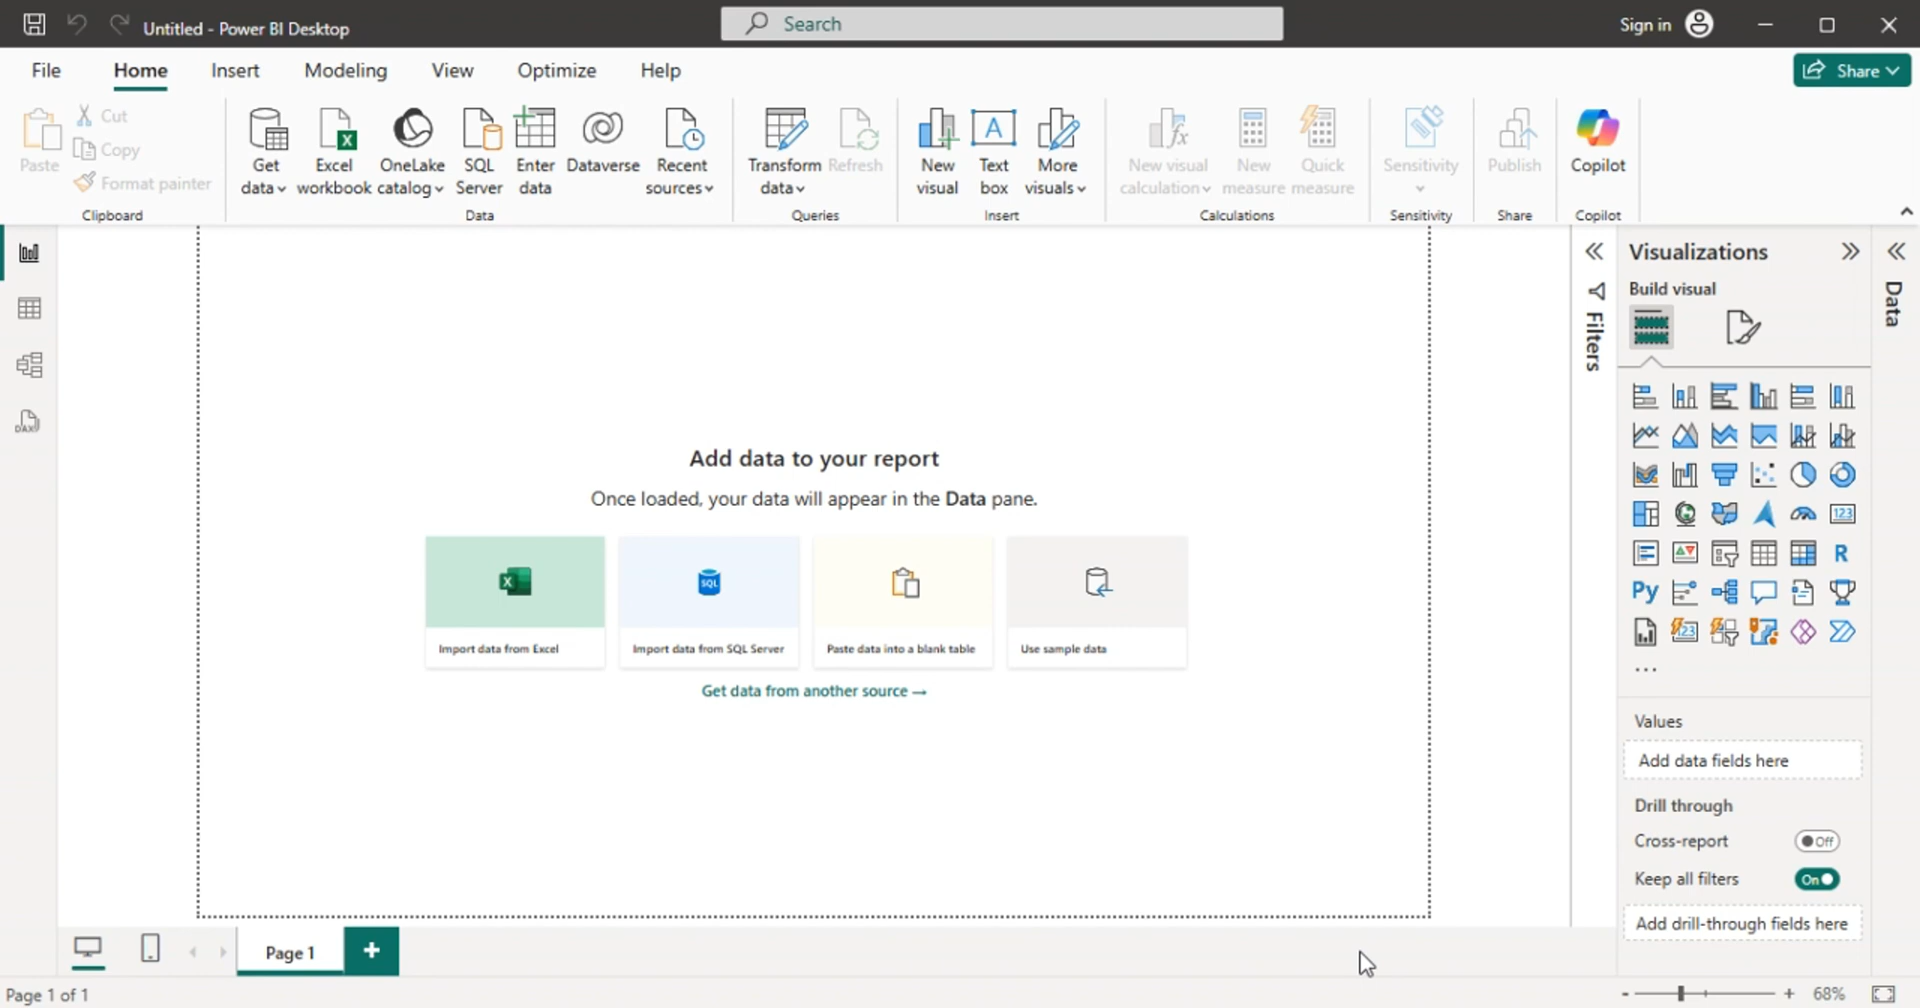 Untitled - Power BI Desktop
Search
Sign in
File Home Insert Modeling View Optimize Help
Share
Paste
Cut
Copy
Format painter
Clipboard
Get data
Excel workbook
OneLake catalog
SQL Server
Enter data
Dataverse
Recent sources
Data
Transform data
Refresh
Queries
New visual
Text box
More visuals
Insert
New visual calculation
New measure
Quick measure
Calculations
Sensitivity
Sensitivity
Publish
Share
Copilot
Copilot
DAX
Add data to your report
Once loaded, your data will appear in the Data pane.
X
SQL
Import data from Excel
Import data from SQL Server
Paste data into a blank table
Use sample data
Get data from another source →
Filters
Visualizations
Build visual
123
R
Py
123
...
Values
Add data fields here
Drill through
Cross-report
Off
Keep all filters
On
Add drill-through fields here
Data
Page 1
+
Page 1 of 1
- + 68%